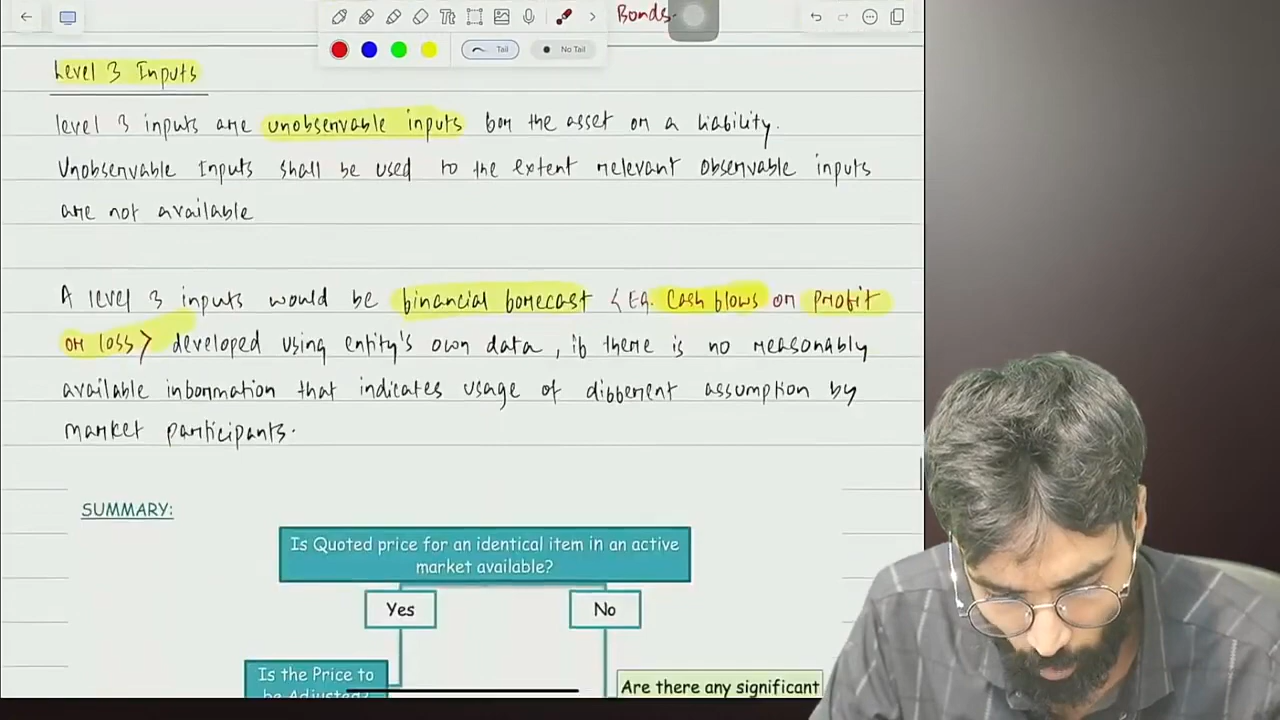 Bonds.
Tail
No Tail
Level 3 Inputs
level 3 inputs are unobservable inputs for the asset or a liability.
Unobservable Inputs shall be used to the extent relevant observable inputs
are not available
A level 3 inputs would be financial forecast <Eg. Cash flows or Profit
or loss> developed using entity's own data, if there is no reasonably
available information that indicates usage of different assumption by
market participants.
SUMMARY:
Is Quoted price for an identical item in an active
market available?
Yes
No
Is the Price to
be Adjusted?
Are there any significant